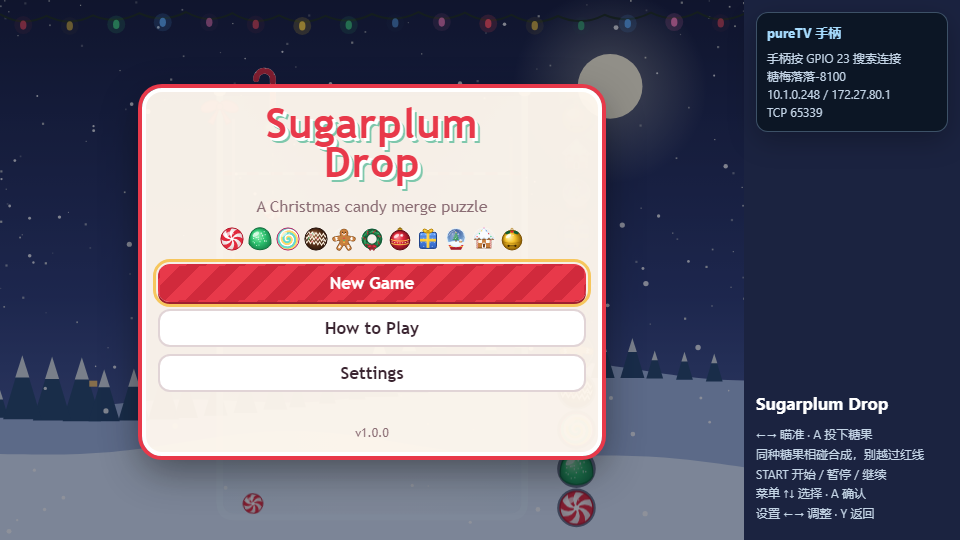 Sugarplum
Drop
A Christmas candy merge puzzle
New Game
How to Play
Settings
v1.0.0
pureTV 手柄
手柄按 GPIO 23 搜索连接
糖梅落落-8100
10.1.0.248 / 172.27.80.1
TCP 65339
Sugarplum Drop
←→ 瞄准 · A 投下糖果
同种糖果相碰合成，别越过红线
START 开始 / 暂停 / 继续
菜单 ↑↓ 选择 · A 确认
设置 ←→ 调整 · Y 返回